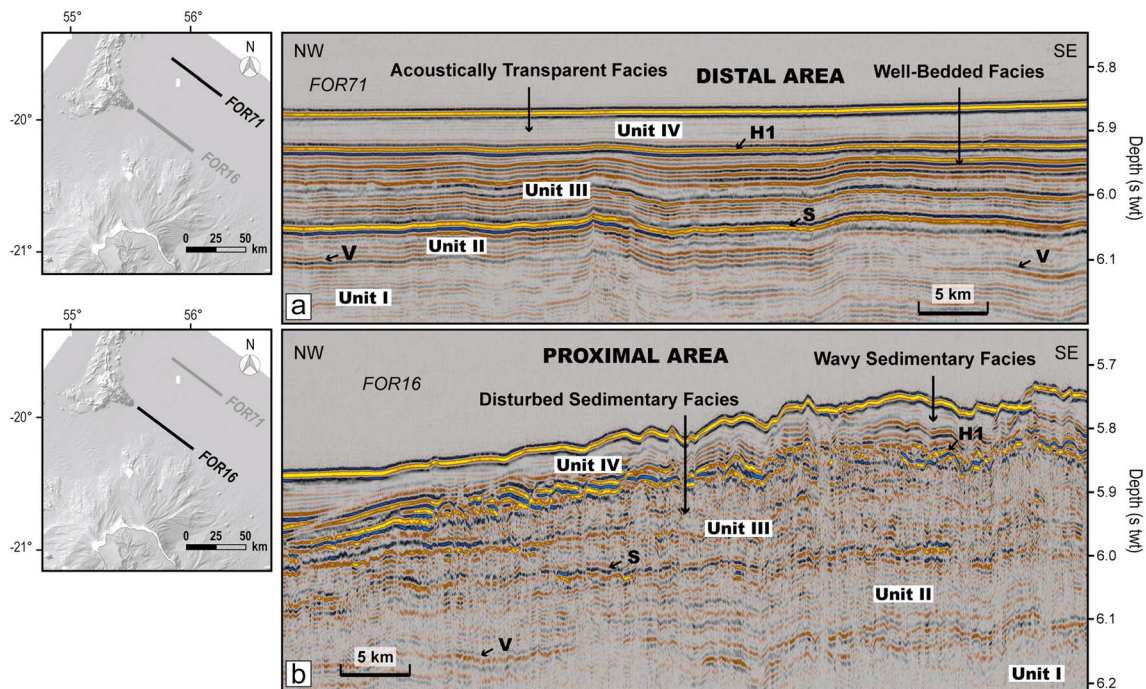 55° 56°
N
-20°
FOR71
FOR16
0 25 50
km
-21°
NW SE
FOR71
Acoustically Transparent Facies
DISTAL AREA
Well-Bedded Facies
5.8
Unit IV
5.9
H1
Unit III
6.0
S
Unit II
V
6.1
V
Unit I
5 km
a
Depth (s twt)
55° 56°
N
-20°
FOR71
FOR16
0 25 50
km
-21°
NW SE
PROXIMAL AREA
Wavy Sedimentary Facies
5.7
FOR16
Disturbed Sedimentary Facies
5.8
H1
Unit IV
5.9
Unit III
S
6.0
Unit II
6.1
V
5 km
b
Unit I
6.2
Depth (s twt)